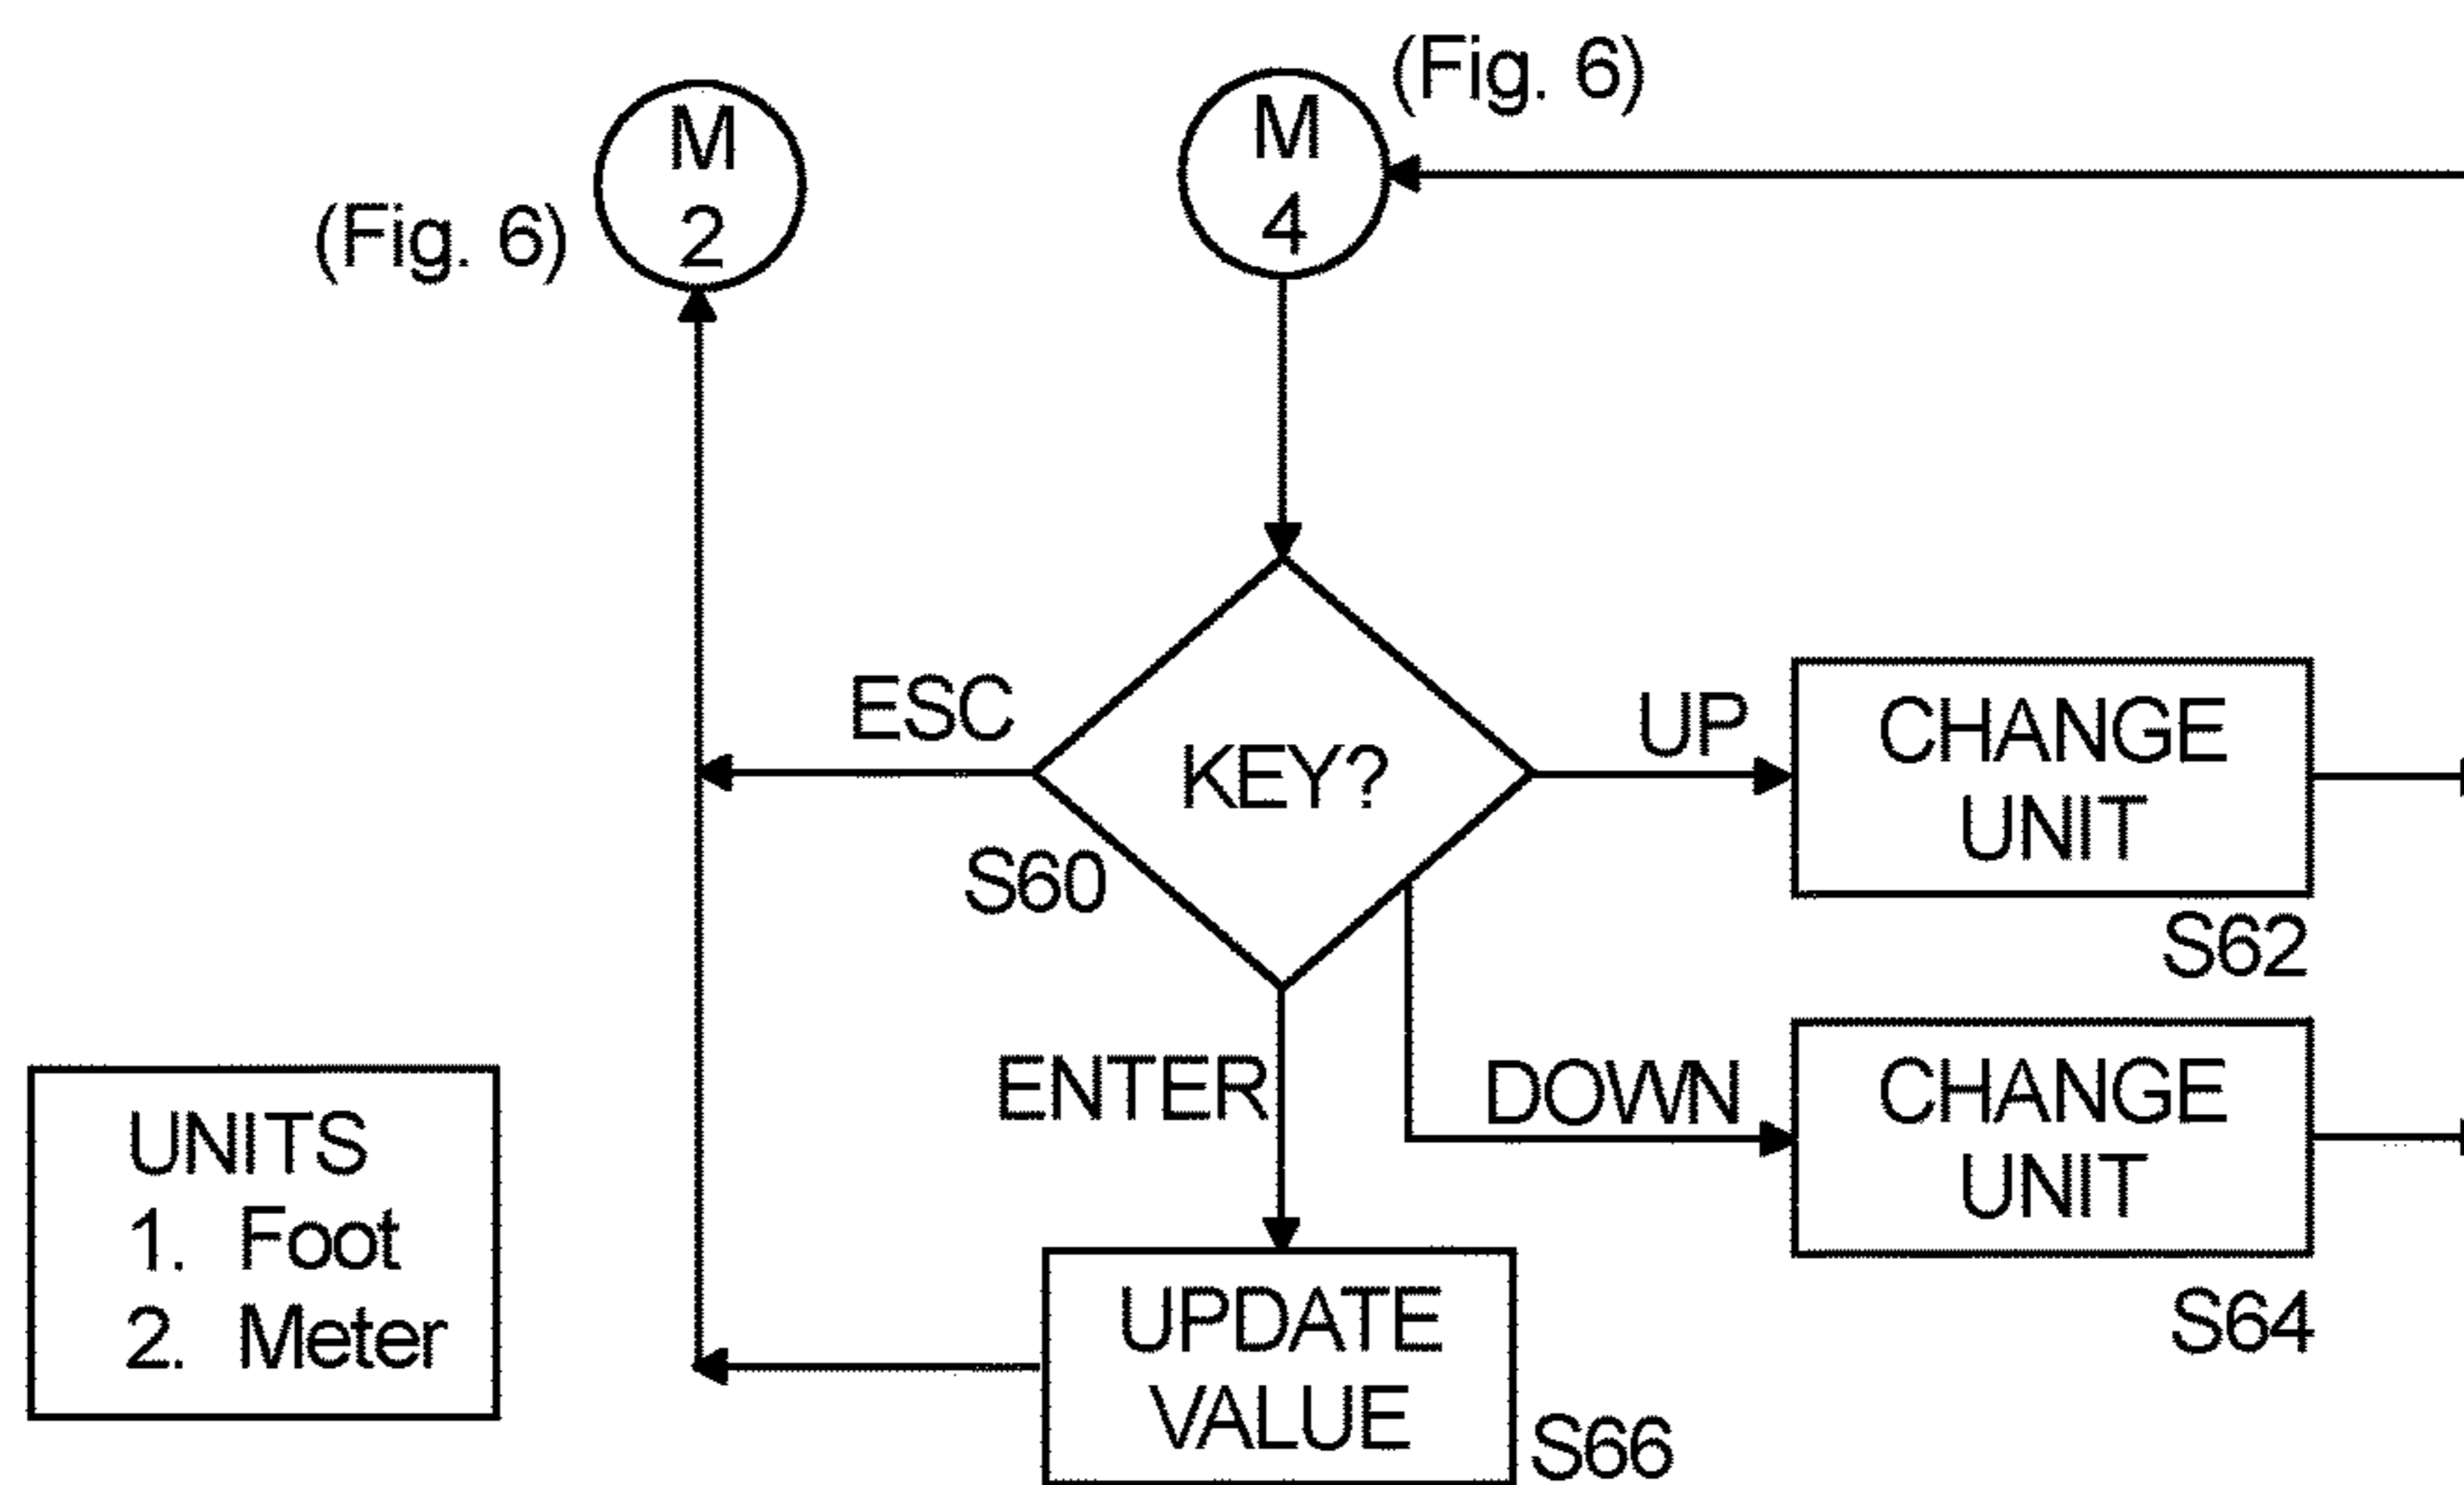 (Fig. 6)
M
2
(Fig. 6)
M
4
ESC
KEY?
UP
CHANGE
UNIT
S60
S62
ENTER
DOWN
CHANGE
UNIT
S64
UNITS
1. Foot
2. Meter
UPDATE
VALUE
S66